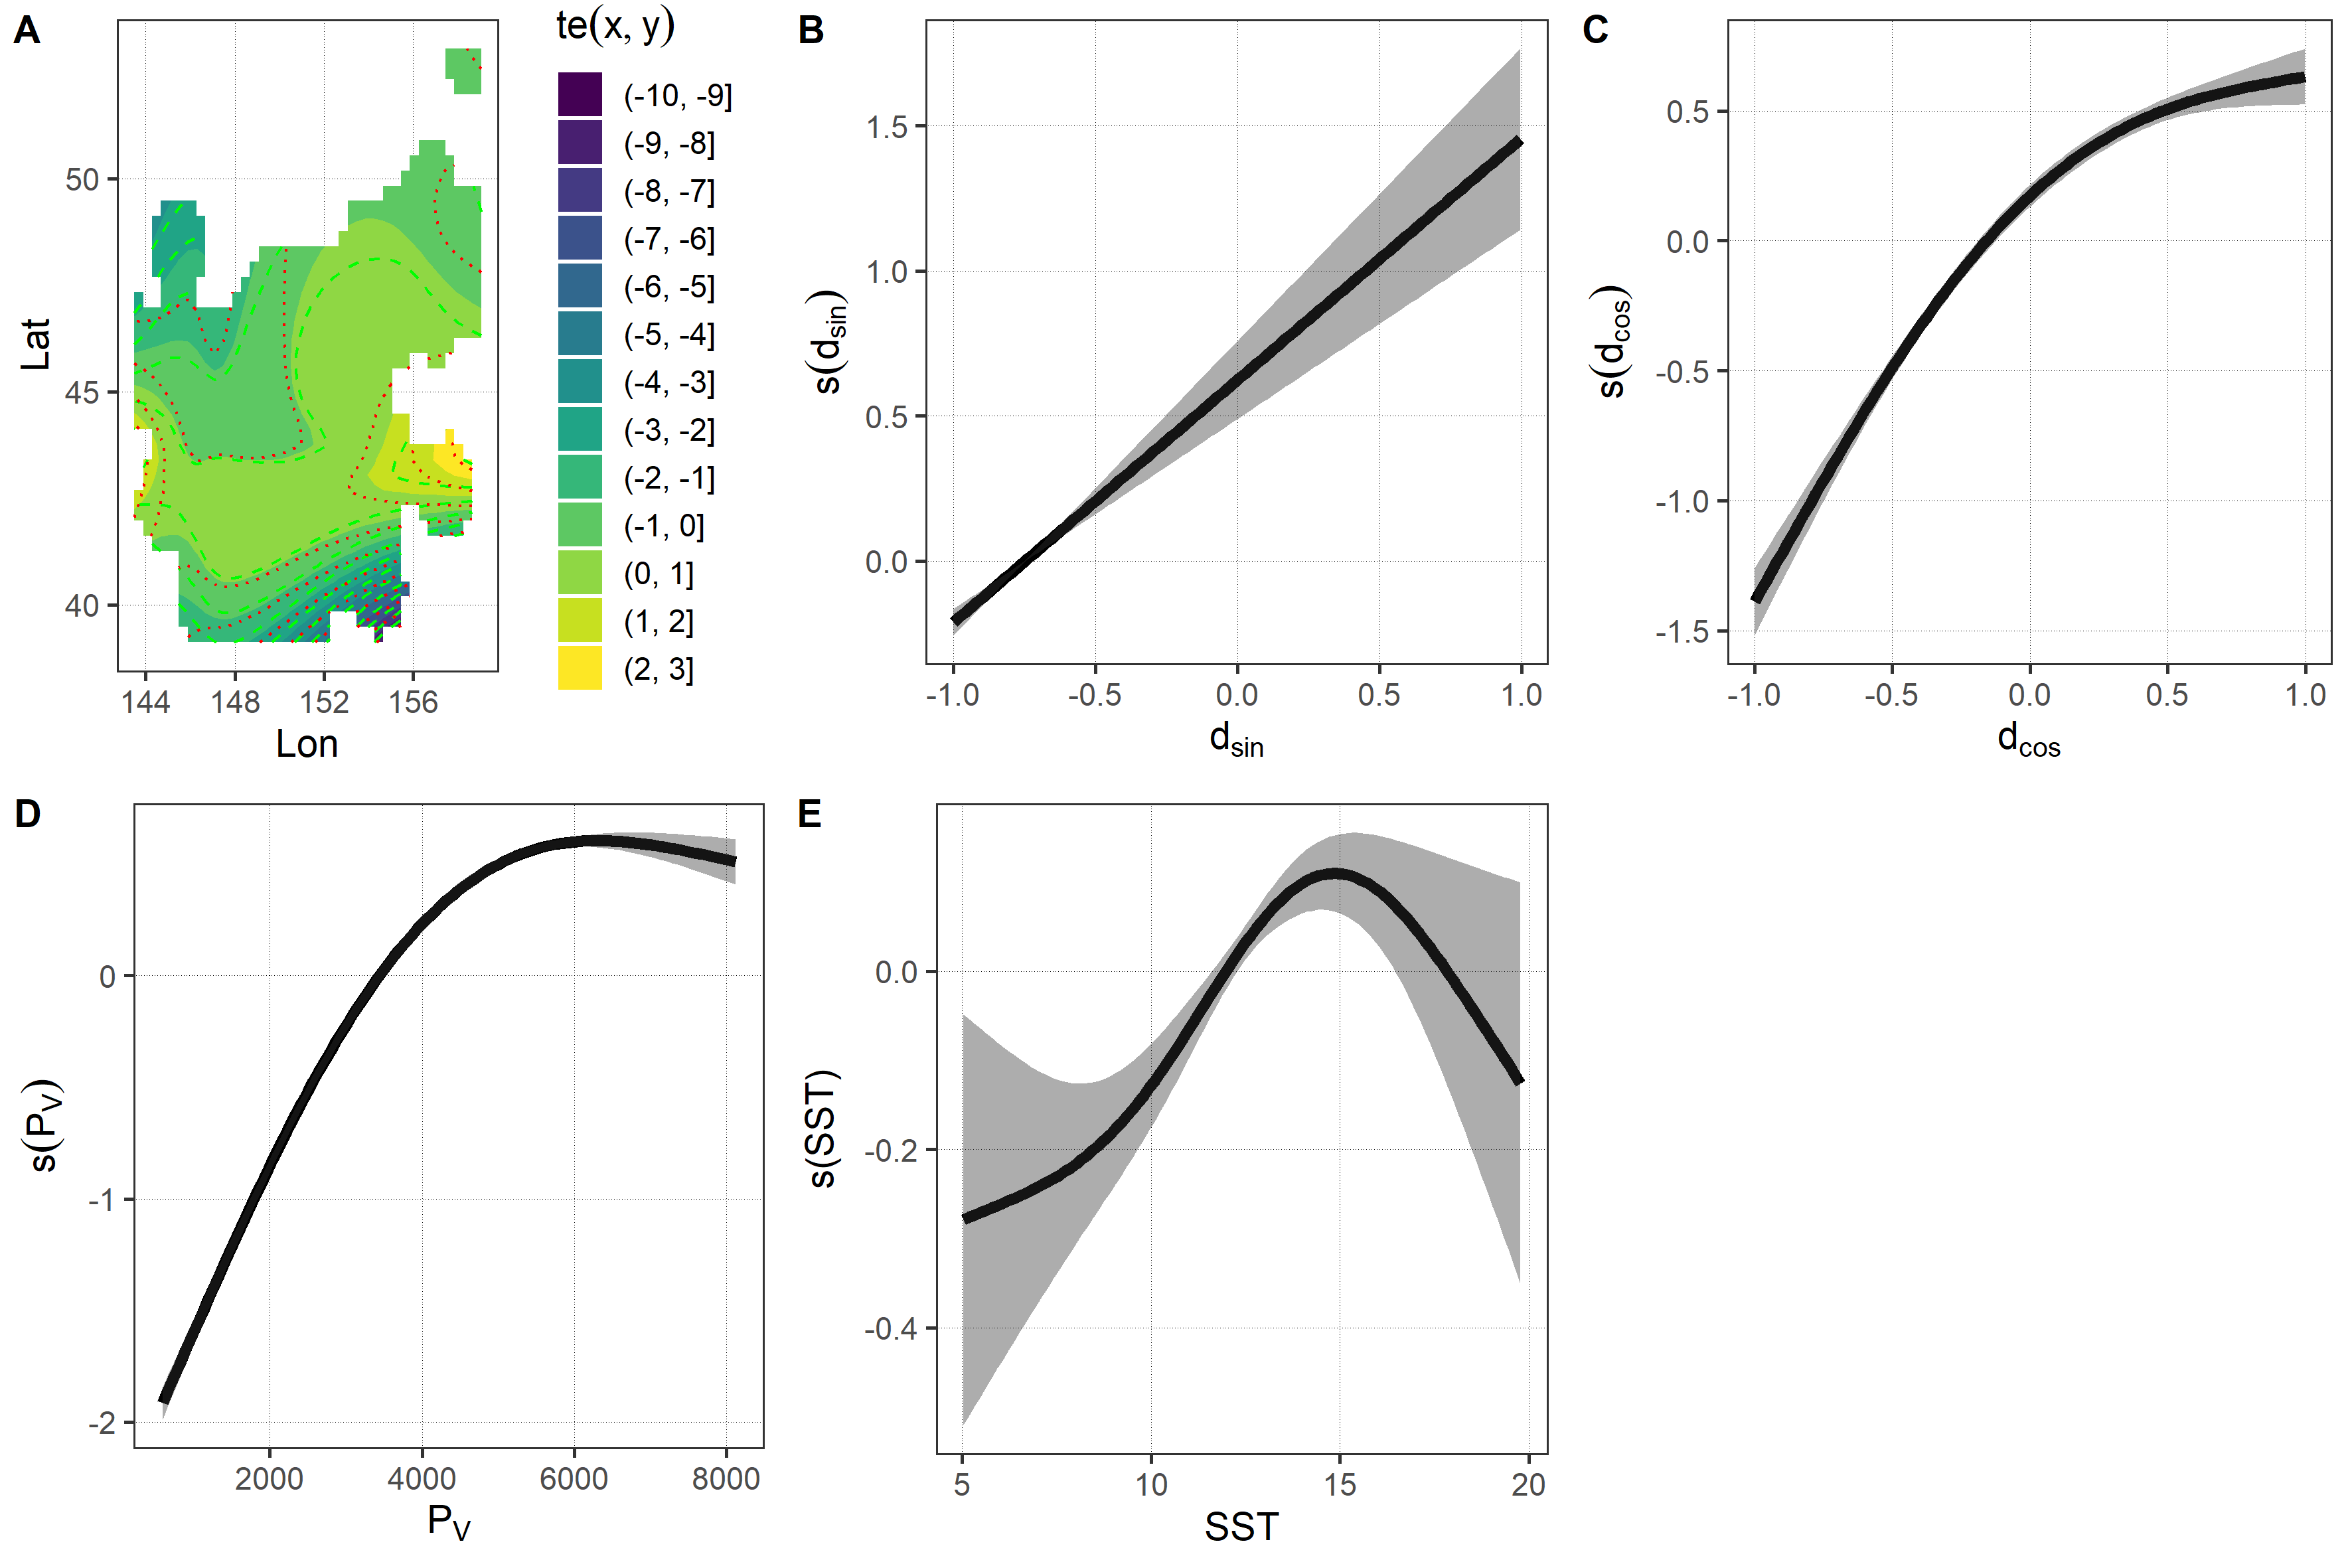 A
te(x, y)
(-10, -9]
(-9, -8]
(-8, -7]
(-7, -6]
(-6, -5]
(-5, -4]
(-4, -3]
(-3, -2]
(-2, -1]
(-1, 0]
(0, 1]
(1, 2]
(2, 3]
50
45
40
Lat
144 148 152 156
Lon
B
1.5
1.0
0.5
0.0
s(dsin)
-1.0 -0.5 0.0 0.5 1.0
dsin
C
0.5
0.0
-0.5
-1.0
-1.5
s(dcos)
-1.0 -0.5 0.0 0.5 1.0
dcos
D
0
-1
-2
s(PV)
2000 4000 6000 8000
PV
E
0.0
-0.2
-0.4
s(SST)
5 10 15 20
SST